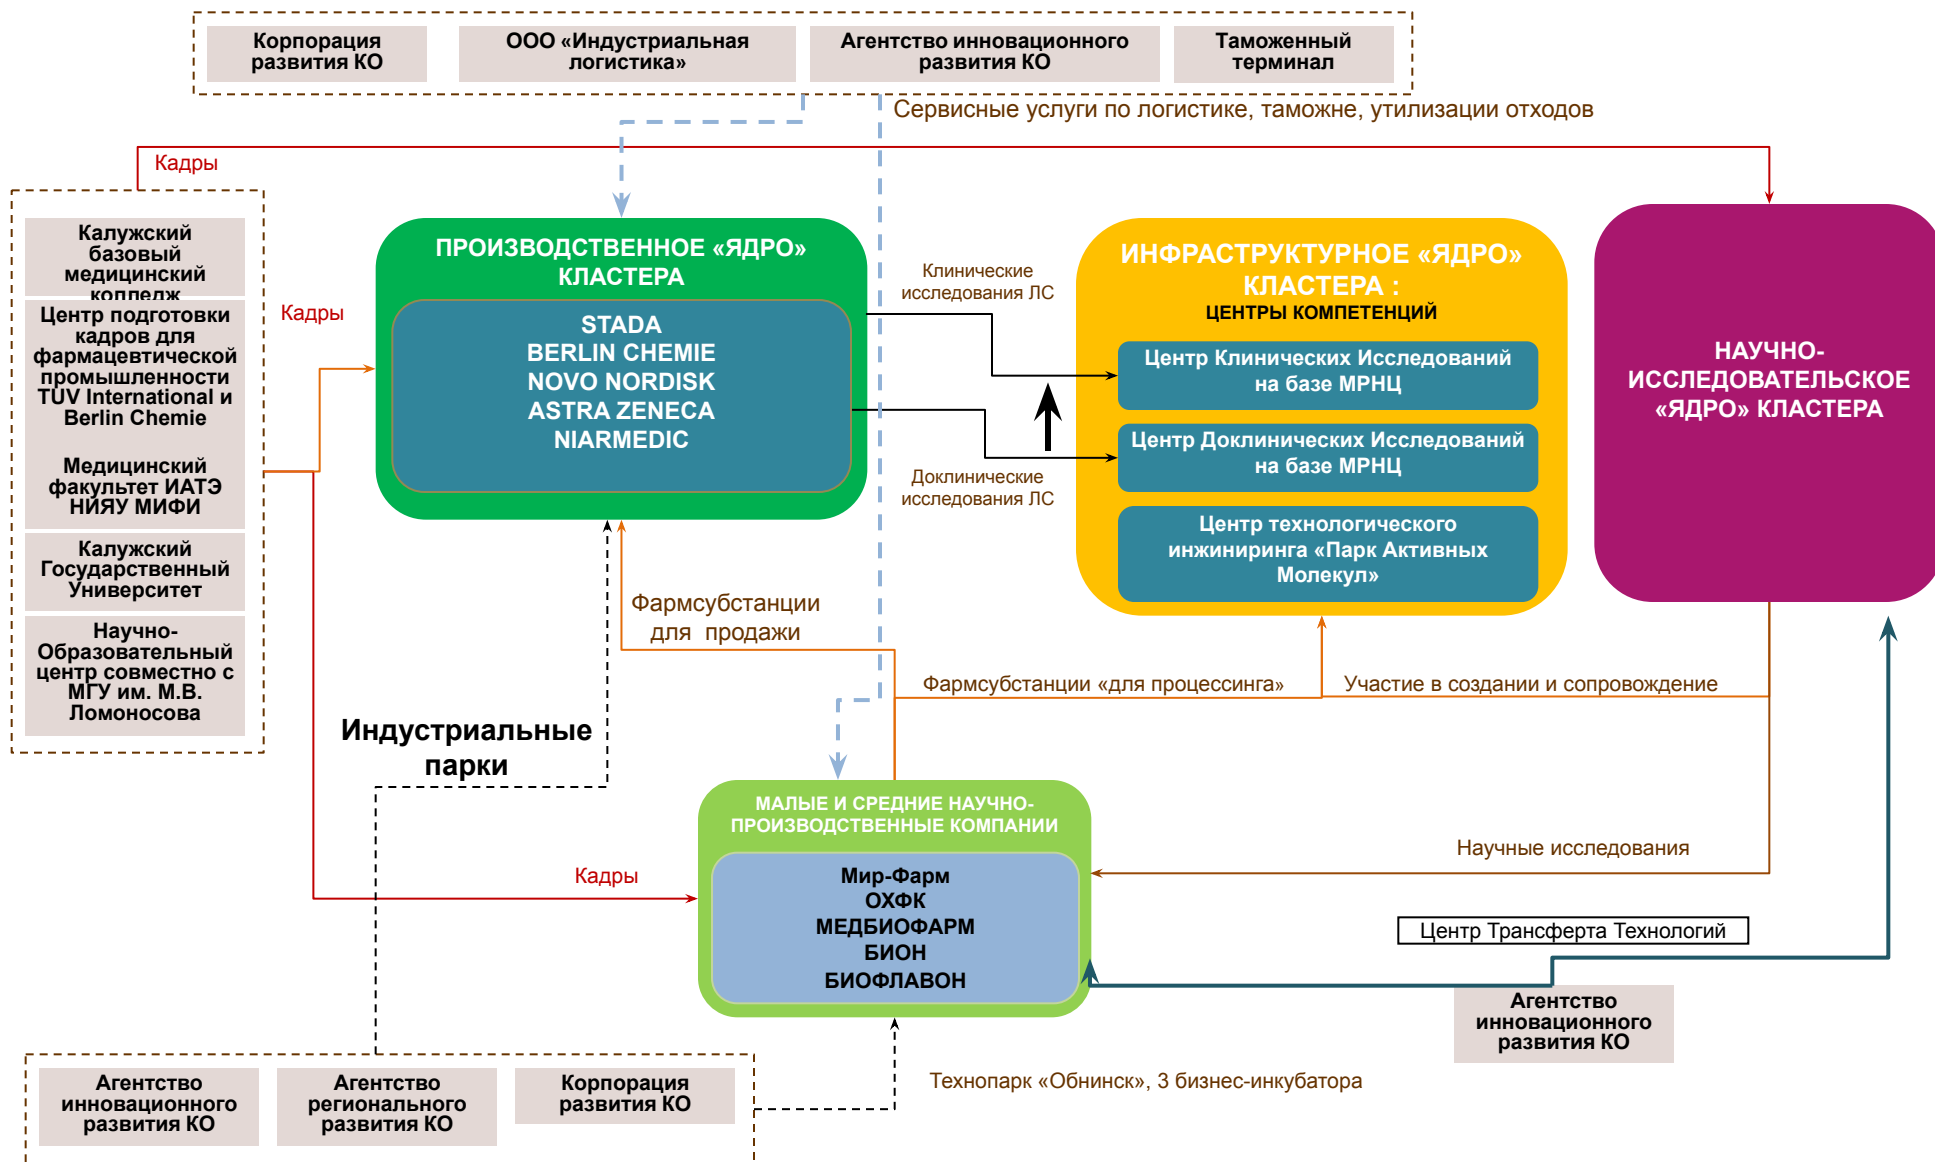 Корпорация
развития КО
ООО «Индустриальная
логистика»
Агентство инновационного
развития КО
Таможенный
терминал
Сервисные услуги по логистике, таможне, утилизации отходов
Кадры
Калужский
базовый
медицинский
колледж
Центр подготовки
кадров для
фармацевтической
промышленности
TUV International и
Berlin Chemie
Медицинский
факультет ИАТЭ
НИЯУ МИФИ
Калужский
Государственный
Университет
Научно-
Образовательный
центр совместно с
МГУ им. М.В.
Ломоносова
Кадры
ПРОИЗВОДСТВЕННОЕ «ЯДРО»
КЛАСТЕРА
STADA
BERLIN CHEMIE
NOVO NORDISK
ASTRA ZENECA
NIARMEDIC
Клинические
исследования ЛС
Доклинические
исследования ЛС
ИНФРАСТРУКТУРНОЕ «ЯДРО»
КЛАСТЕРА :
ЦЕНТРЫ КОМПЕТЕНЦИЙ
Центр Клинических Исследований
на базе МРНЦ
Центр Доклинических Исследований
на базе МРНЦ
Центр технологического
инжиниринга «Парк Активных
Молекул»
НАУЧНО-
ИССЛЕДОВАТЕЛЬСКОЕ
«ЯДРО» КЛАСТЕРА
Фармсубстанции
для продажи
Фармсубстанции «для процессинга»
Участие в создании и сопровождение
Индустриальные
парки
МАЛЫЕ И СРЕДНИЕ НАУЧНО-
ПРОИЗВОДСТВЕННЫЕ КОМПАНИИ
Мир-Фарм
ОХФК
МЕДБИОФАРМ
БИОН
БИОФЛАВОН
Кадры
Научные исследования
Центр Трансферта Технологий
Агентство
инновационного
развития КО
Технопарк «Обнинск», 3 бизнес-инкубатора
Агентство
инновационного
развития КО
Агентство
регионального
развития КО
Корпорация
развития КО